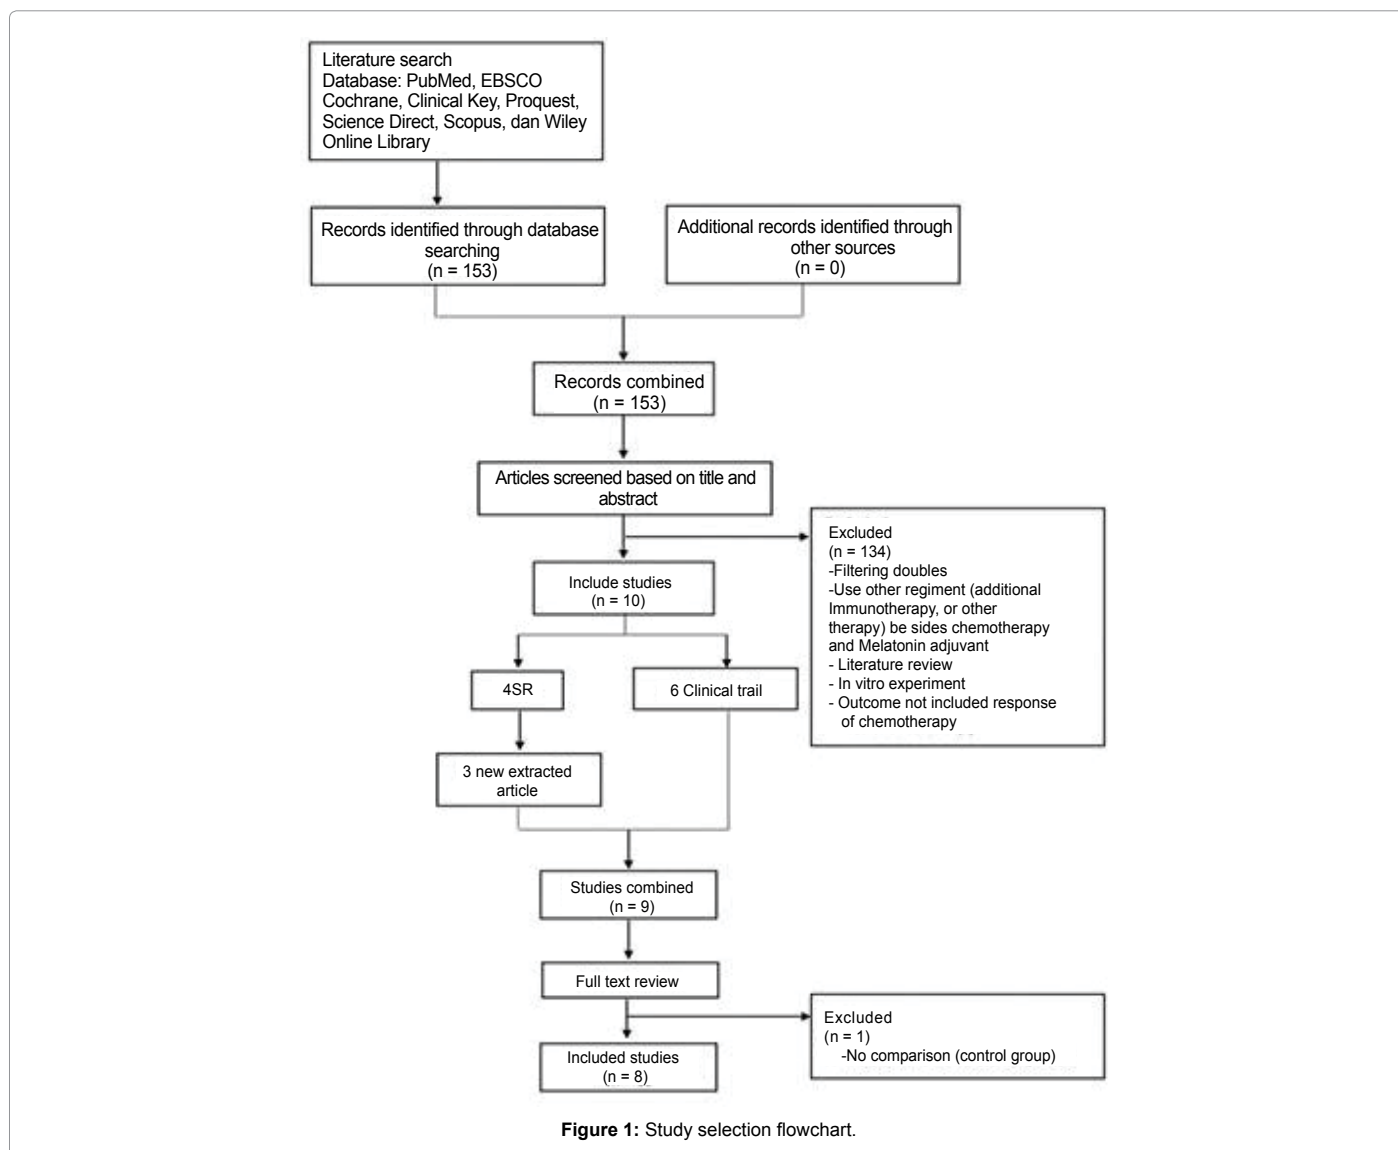 Literature search
Database: PubMed, EBSCO
Cochrane, Clinical Key, Proquest,
Science Direct, Scopus, dan Wiley
Online Library
Records identified through database
searching
(n = 153)
Additional records identified through
other sources
(n = 0)
Records combined
(n = 153)
Articles screened based on title and
abstract
Excluded
(n = 134)
-Filtering doubles
-Use other regiment (additional
Immunotherapy, or other
therapy) be sides chemotherapy
and Melatonin adjuvant
- Literature review
- In vitro experiment
- Outcome not included response
of chemotherapy
Include studies
(n = 10)
4SR
6 Clinical trail
3 new extracted
article
Studies combined
(n = 9)
Full text review
Excluded
(n = 1)
-No comparison (control group)
Included studies
(n = 8)
Figure 1: Study selection flowchart.